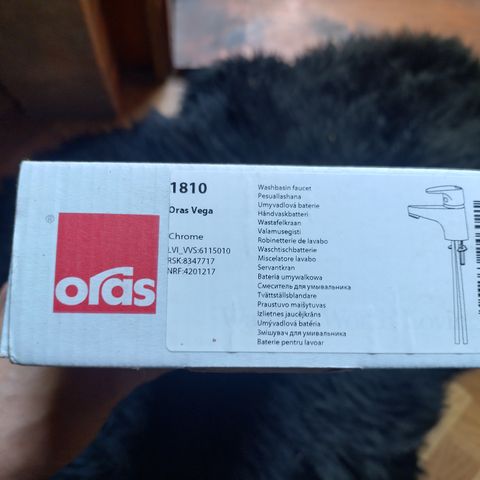 oras
®
1810
Oras Vega
Chrome
LVI_VVS:6115010
RSK:8347717
NRF:4201217
Washbasin faucet
Pesuallashana
Umyvadlová baterie
Håndvaskbatteri
Wastafelkraan
Valamusegisti
Robinetterie de lavabo
Waschtischbatterie
Miscelatore lavabo
Servantkran
Bateria umywalkowa
Смеситель для умывальника
Tvättställsblandare
Praustuvo maišytuvas
Izlietnes jaucējkrāns
Umývadlová batéria
Змішувач для умивальника
Baterie pentru lavoar